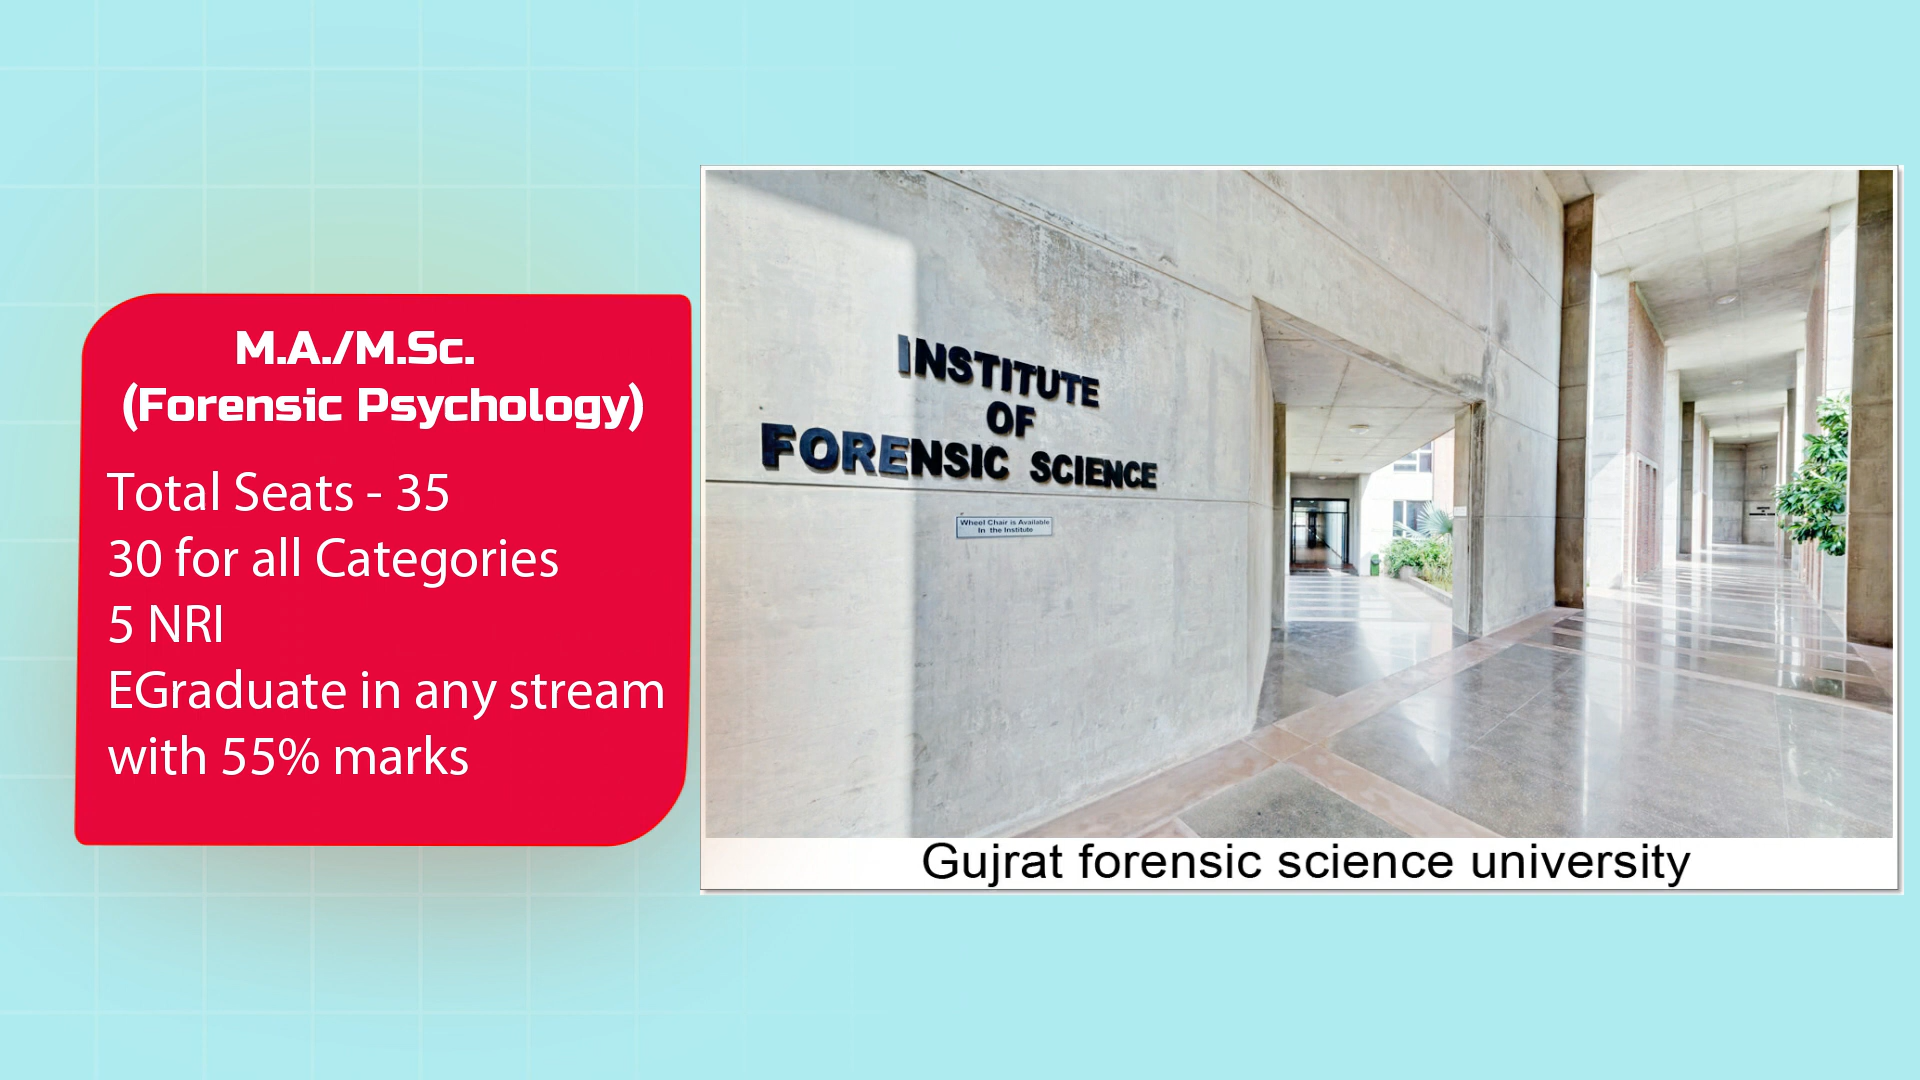 M.A./M.Sc.
(Forensic Psychology)
Total Seats - 35
30 for all Categories
5 NRI
EGraduate in any stream
with 55% marks
INSTITUTE
OF
FORENSIC SCIENCE
Wheel Chair is Available
In the Institute
Gujrat forensic science university